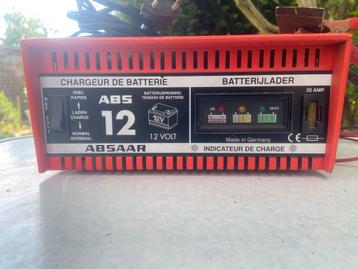 CHARGEUR DE BATTERIE
BATTERIJLADER
SNEL
RAPIDE
ABS
BATTERIJSPANNING
TENSION DE BATTERIE
20 AMP.
MAX
LADEN
CHARGE
12
12V
NORMAL
NORMAAL
12 VOLT
Made in Germany
ABSAAR
INDICATEUR DE CHARGE